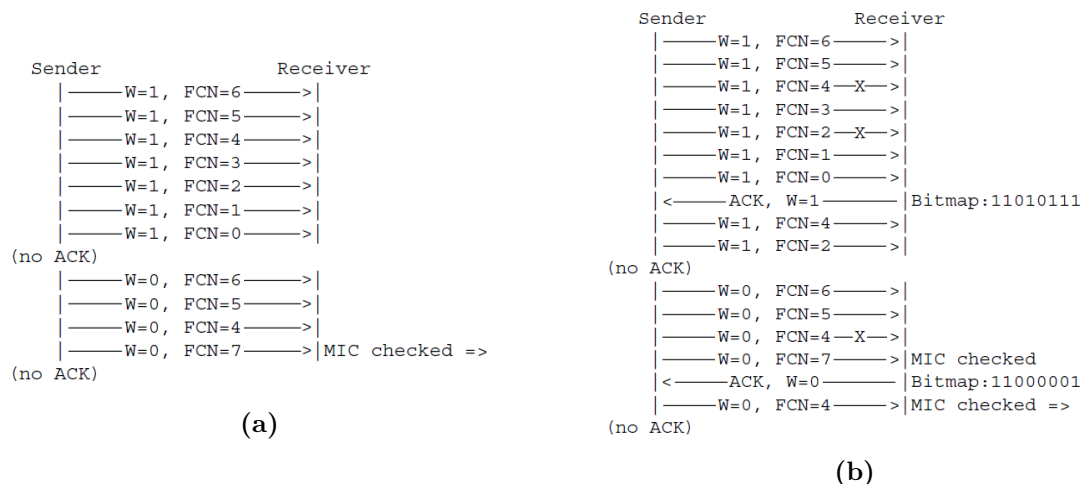 Sender Receiver
|———W=1, FCN=6———>|
|———W=1, FCN=5———>|
|———W=1, FCN=4———>|
|———W=1, FCN=3———>|
|———W=1, FCN=2———>|
|———W=1, FCN=1———>|
|———W=1, FCN=0———>|
(no ACK)
|———W=0, FCN=6———>|
|———W=0, FCN=5———>|
|———W=0, FCN=4———>|
|———W=0, FCN=7———>|MIC checked =>
(no ACK)
(a)
Sender Receiver
|———W=1, FCN=6———>|
|———W=1, FCN=5———>|
|———W=1, FCN=4—X—>|
|———W=1, FCN=3———>|
|———W=1, FCN=2—X—>|
|———W=1, FCN=1———>|
|———W=1, FCN=0———>|
|<———ACK, W=1———|Bitmap:11010111
|———W=1, FCN=4———>|
|———W=1, FCN=2———>|
(no ACK)
|———W=0, FCN=6———>|
|———W=0, FCN=5———>|
|———W=0, FCN=4—X—>|
|———W=0, FCN=7———>|MIC checked
|<———ACK, W=0———|Bitmap:11000001
|———W=0, FCN=4———>|MIC checked =>
(no ACK)
(b)